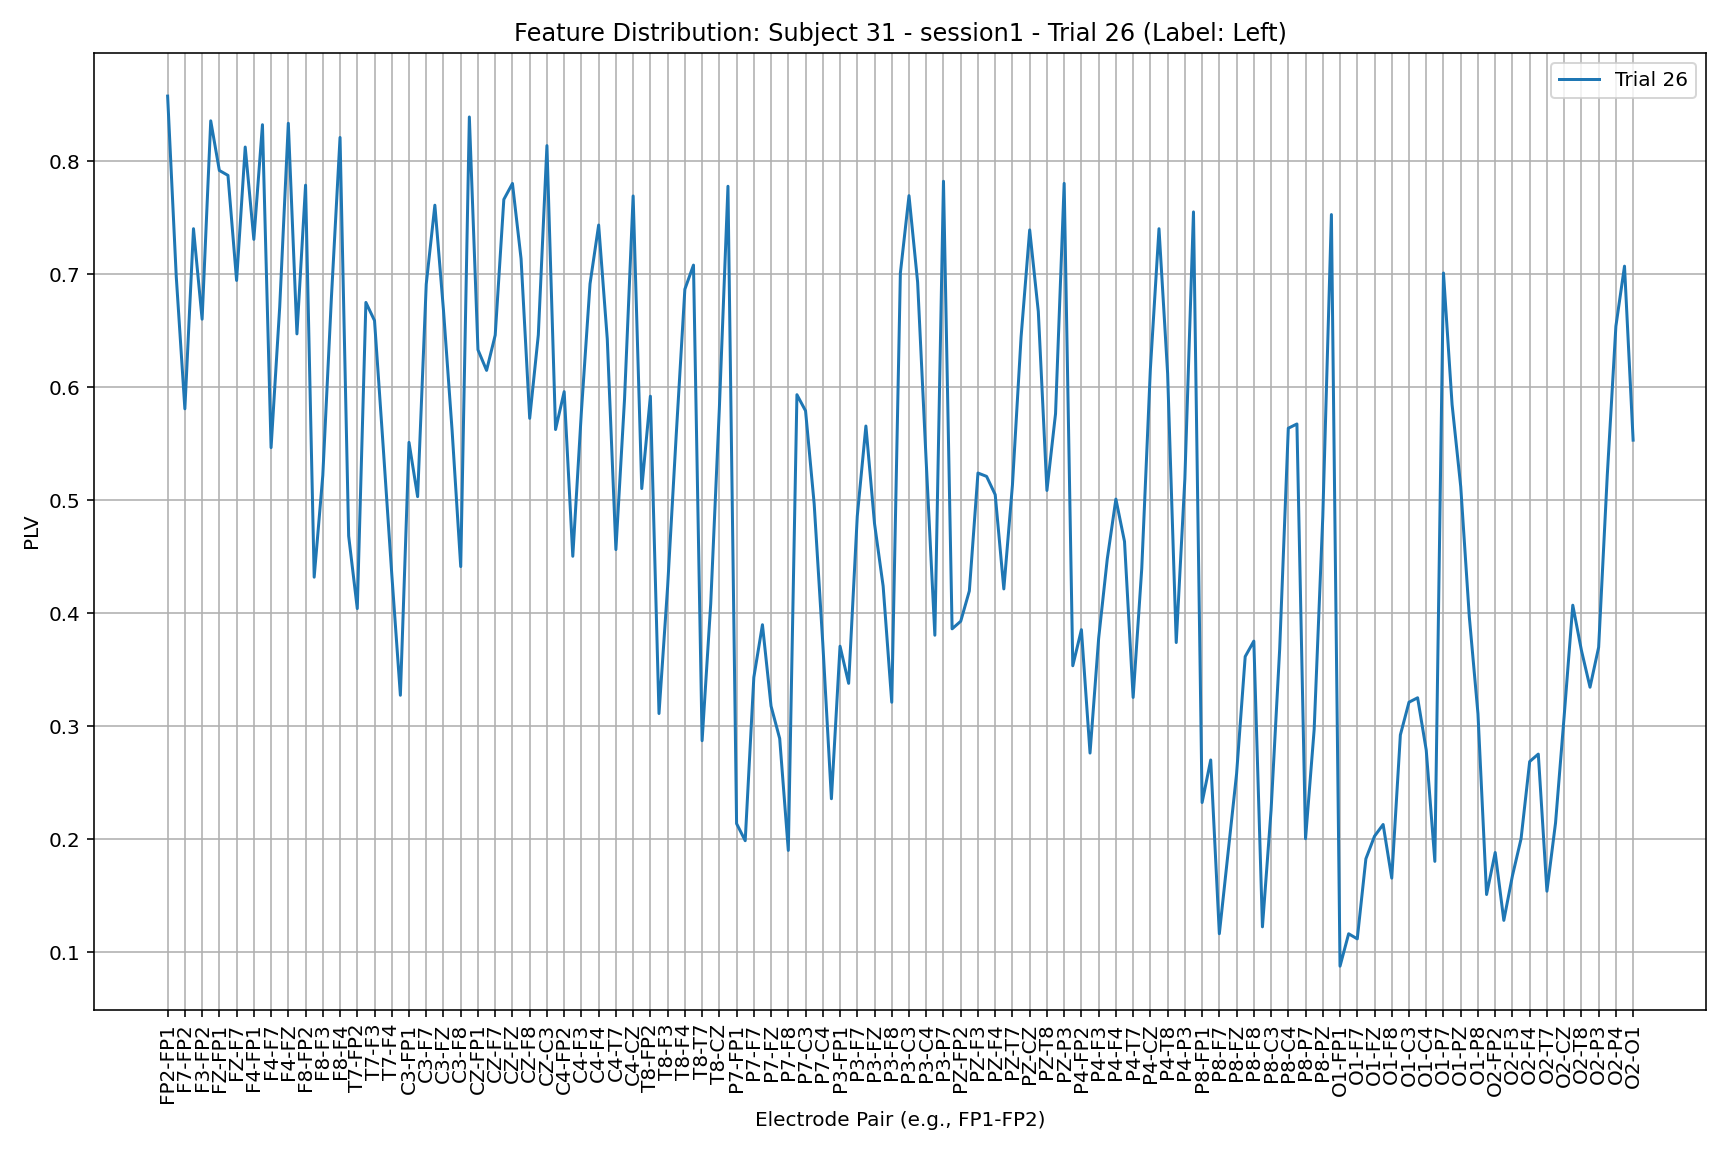 Feature Distribution: Subject 31 - session1 - Trial 26 (Label: Left)
Trial 26
PLV
0.8
0.7
0.6
0.5
0.4
0.3
0.2
0.1
FP2-FP1
F7-FP2
F3-FP2
FZ-FP1
FZ-F7
F4-FP1
F4-F7
F4-FZ
F8-FP2
F8-F3
F8-F4
T7-FP2
T7-F3
T7-F4
C3-FP1
C3-F7
C3-FZ
C3-F8
CZ-FP1
CZ-F7
CZ-FZ
CZ-F8
CZ-C3
C4-FP2
C4-F3
C4-F4
C4-T7
C4-CZ
T8-FP2
T8-F3
T8-F4
T8-T7
T8-CZ
P7-FP1
P7-F7
P7-FZ
P7-F8
P7-C3
P7-C4
P3-FP1
P3-F7
P3-FZ
P3-F8
P3-C3
P3-C4
P3-P7
PZ-FP2
PZ-F3
PZ-F4
PZ-T7
PZ-CZ
PZ-T8
PZ-P3
P4-FP2
P4-F3
P4-F4
P4-T7
P4-CZ
P4-T8
P4-P3
P8-FP1
P8-F7
P8-FZ
P8-F8
P8-C3
P8-C4
P8-P7
P8-PZ
O1-FP1
O1-F7
O1-FZ
O1-F8
O1-C3
O1-C4
O1-P7
O1-PZ
O1-P8
O2-FP2
O2-F3
O2-F4
O2-T7
O2-CZ
O2-T8
O2-P3
O2-P4
O2-O1
Electrode Pair (e.g., FP1-FP2)